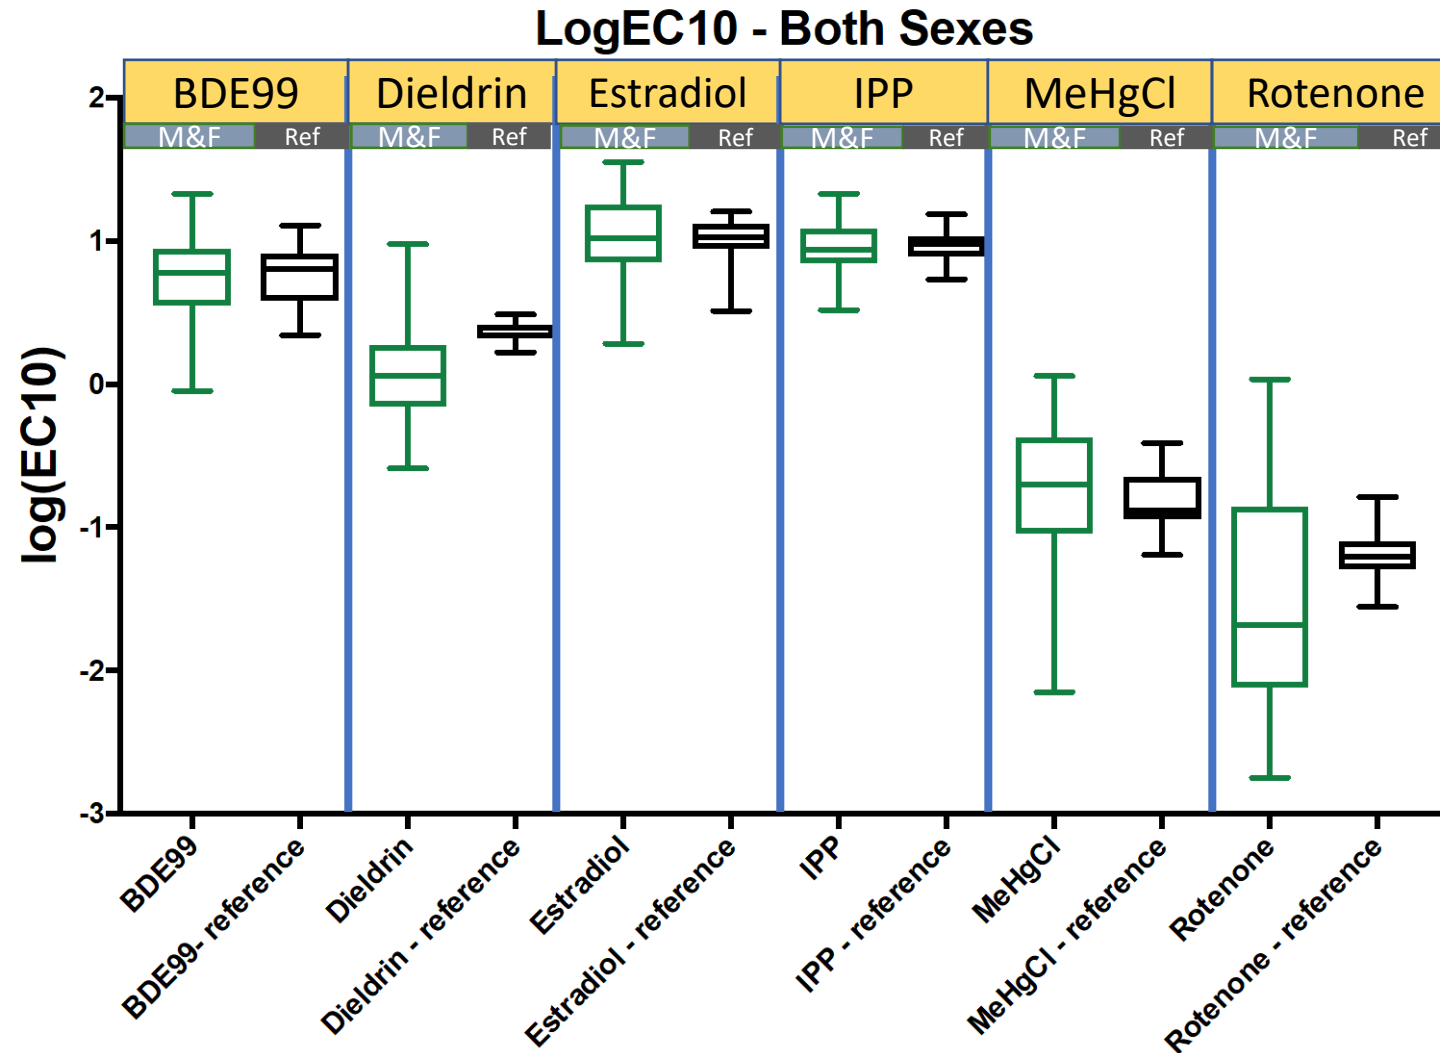 LogEC10 - Both Sexes
BDE99 Dieldrin Estradiol IPP MeHgCl Rotenone
M&F Ref M&F Ref M&F Ref M&F Ref M&F Ref M&F Ref
log(EC10)
2
1
0
-1
-2
-3
BDE99
BDE99- reference
Dieldrin
Dieldrin - reference
Estradiol
Estradiol - reference
IPP
IPP - reference
MeHgCl
MeHgCl - reference
Rotenone
Rotenone - reference